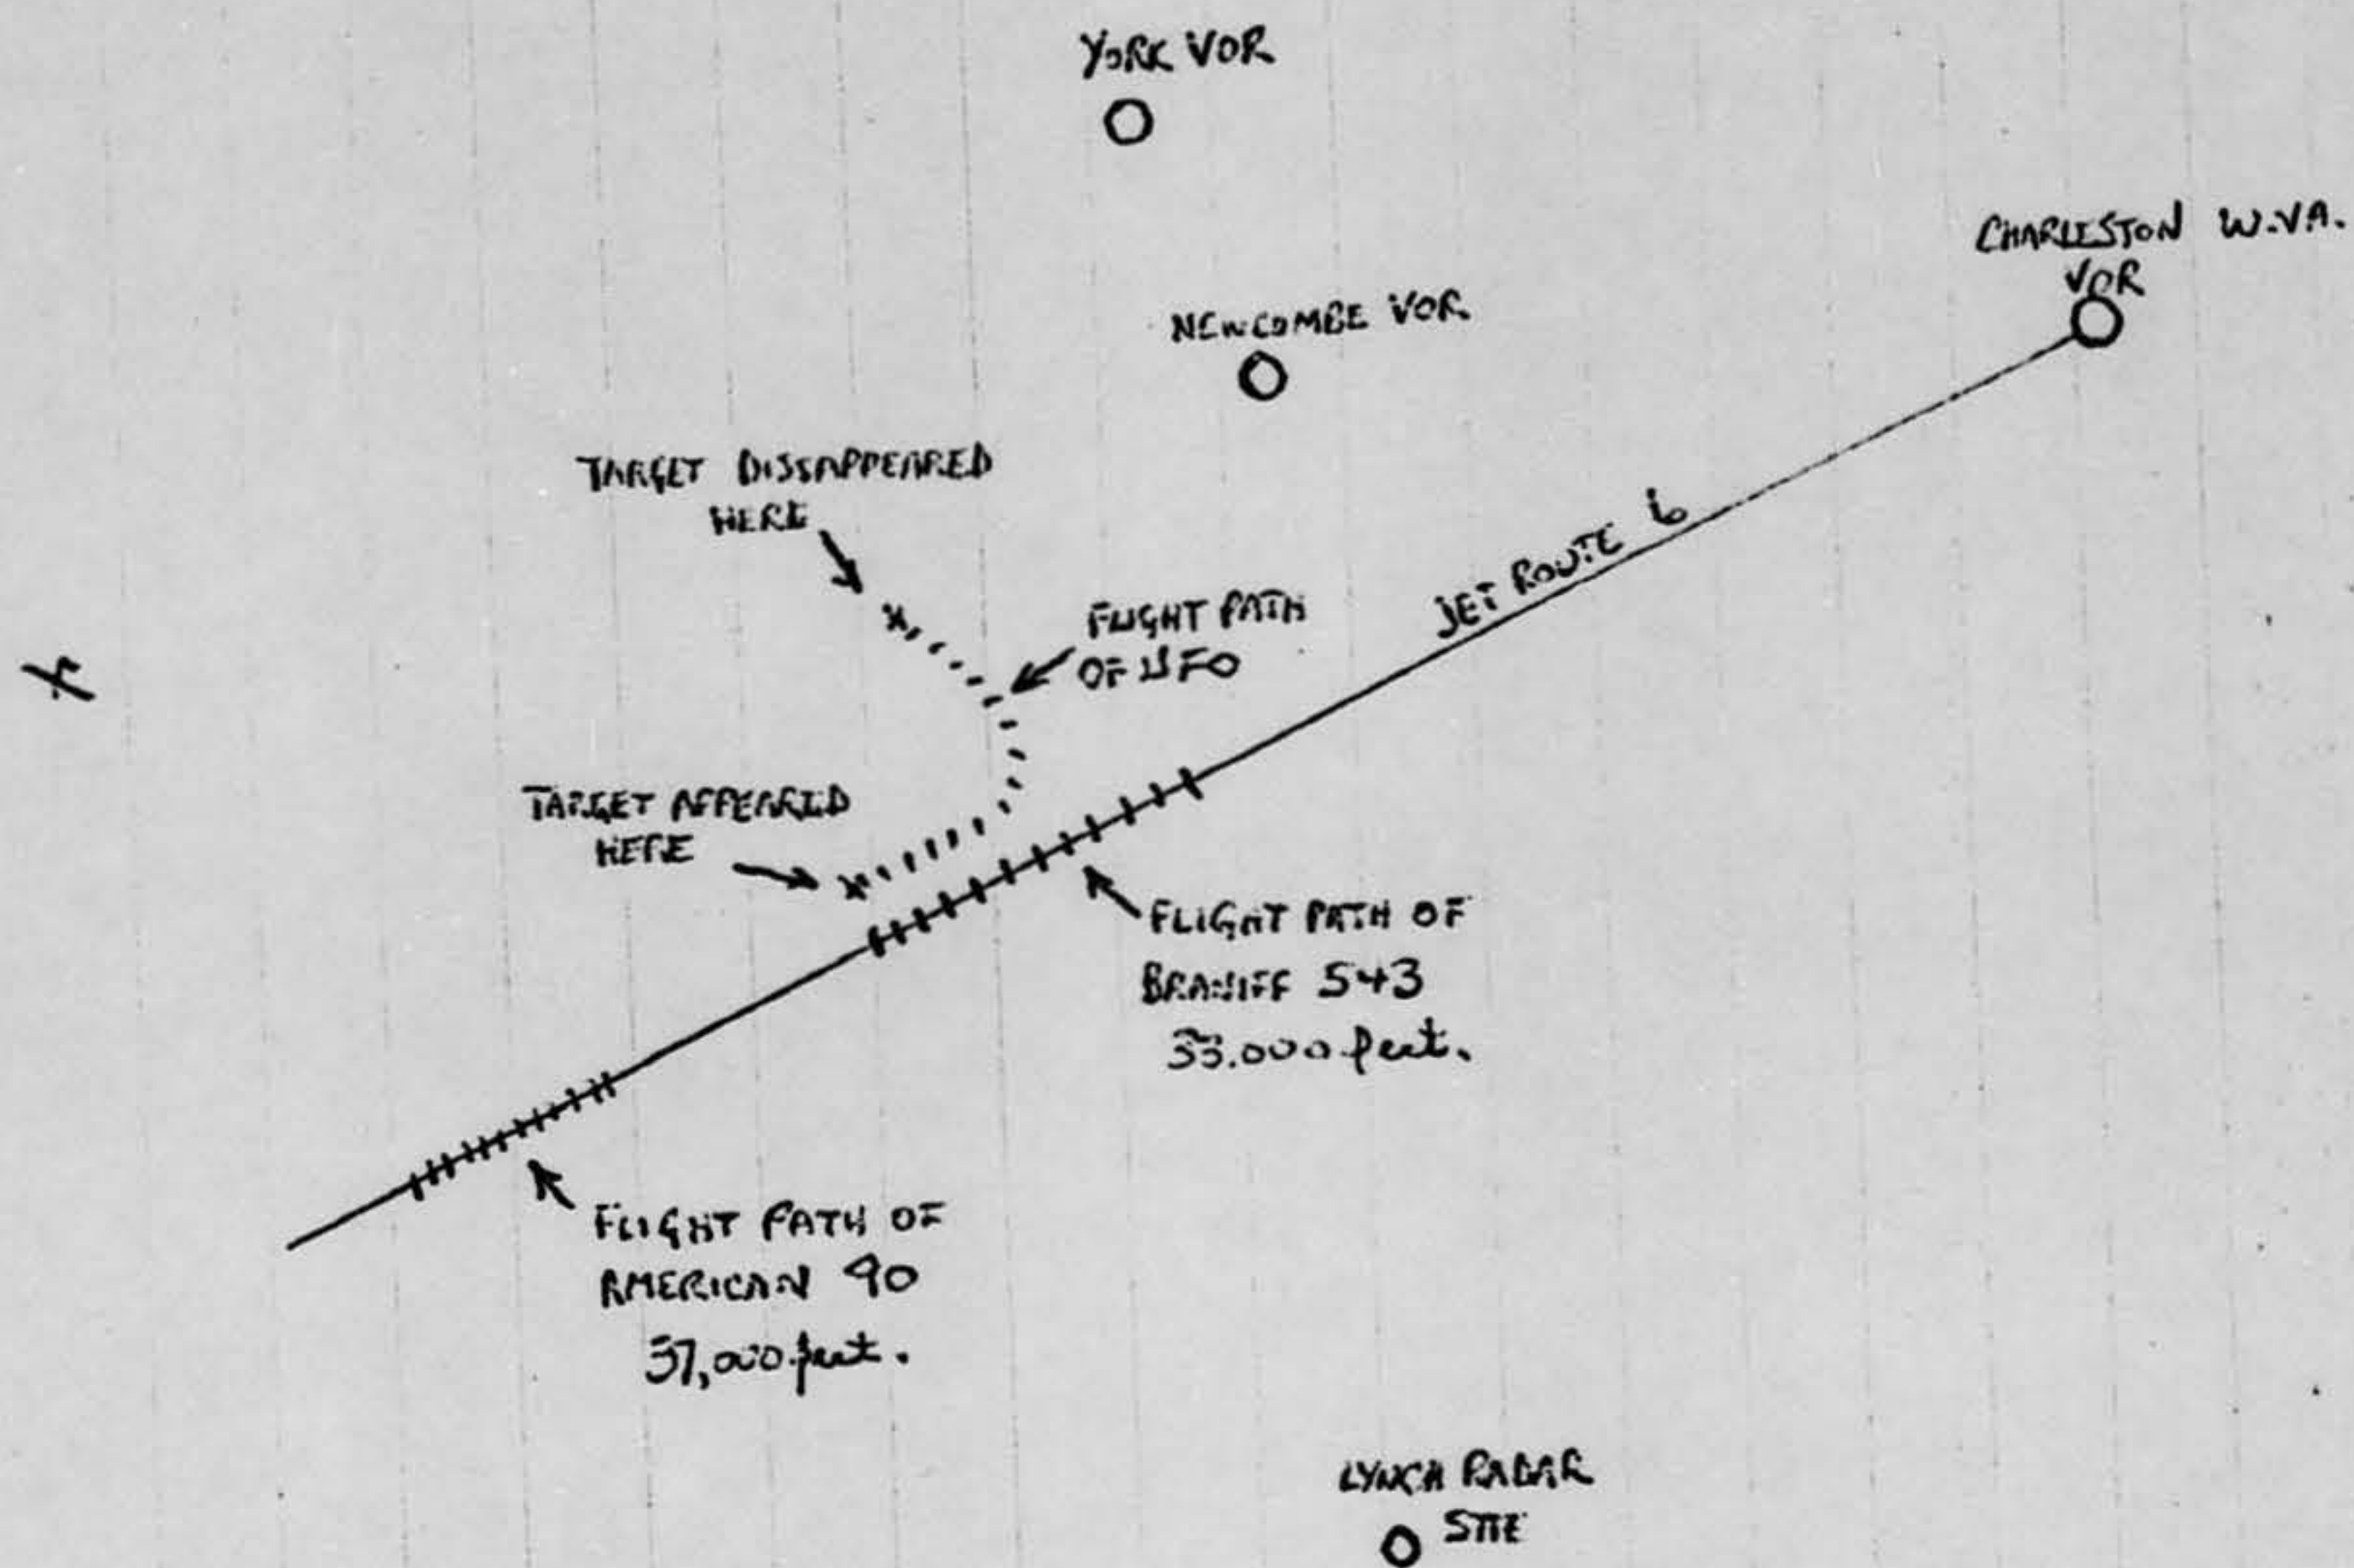 YORK VOR
CHARLESTON W.VA.
VOR
NEWCOMBE VOR
TARGET DISSAPPEARED
HERE
JET ROUTE 6
FLIGHT PATH
OF UFO
TARGET APPEARED
HERE
FLIGHT PATH OF
BRANIFF 543
33.000 feet.
FLIGHT PATH OF
AMERICAN 90
37,000 feet.
LYNCH RADAR
SITE